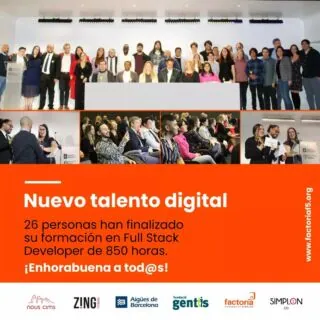 Nuevo talento digital
26 personas han finalizado
su formación en Full Stack
Developer de 850 horas.
¡Enhorabuena a tod@s!
www.factoriaf5.org
nous cims
Z!NG
Aigües de
Barcelona
gentis
factoria
SIMPLON